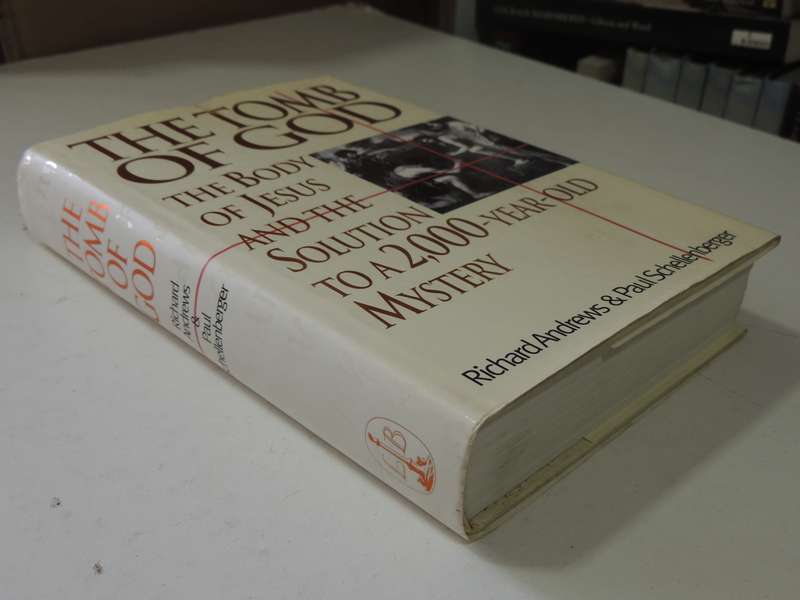 THE TOMB
OF GOD
THE BODY
OF JESUS
AND THE
SOLUTION
TO A 2,000-YEAR-OLD
MYSTERY
Richard Andrews & Paul Schellenberger
THE
TOMB
OF
GOD
Richard
Andrews
&
Paul
Schellenberger
LB